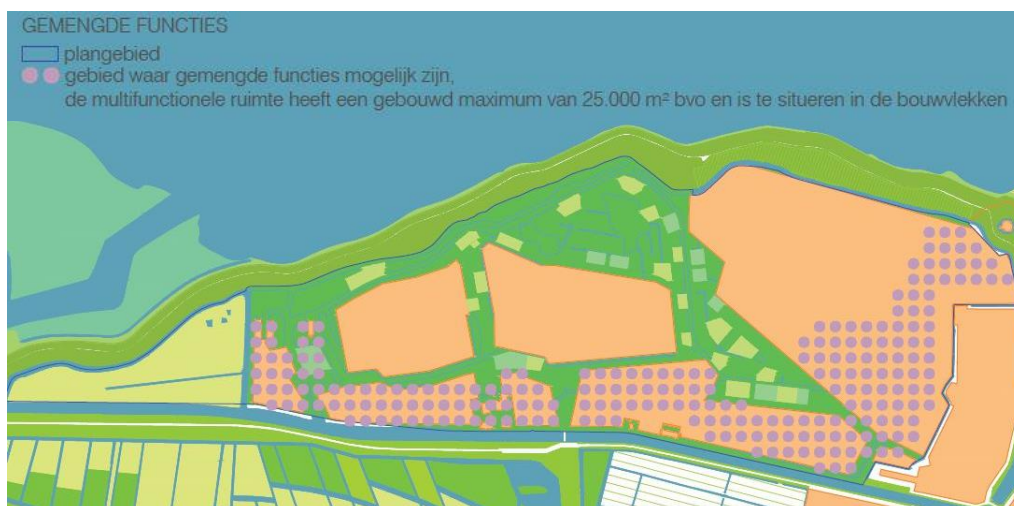 GEMENGDE FUNCTIES
plangebied
gebied waar gemengde functies mogelijk zijn,
de multifunctionele ruimte heeft een gebouwd maximum van 25.000 m² bvo en is te situeren in de bouwvlekken